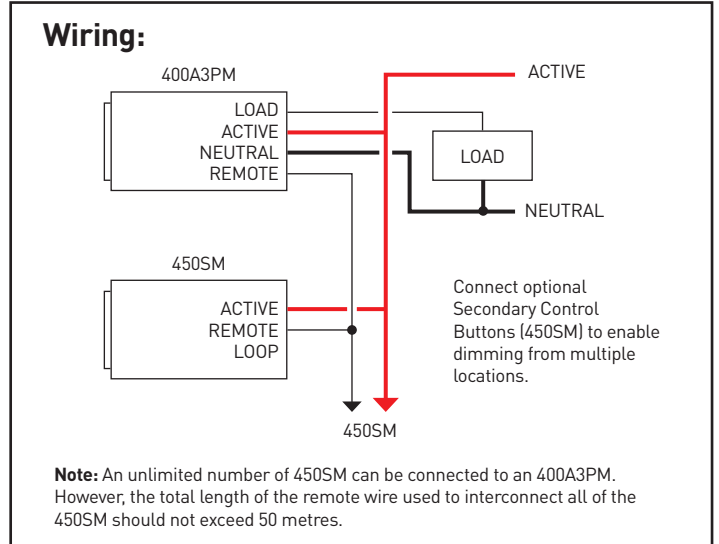 Wiring:
400A3PM
ACTIVE
LOAD
ACTIVE
NEUTRAL
REMOTE
LOAD
NEUTRAL
450SM
ACTIVE
REMOTE
LOOP
Connect optional
Secondary Control
Buttons (450SM) to enable
dimming from multiple
locations.
450SM
Note: An unlimited number of 450SM can be connected to an 400A3PM.
However, the total length of the remote wire used to interconnect all of the
450SM should not exceed 50 metres.